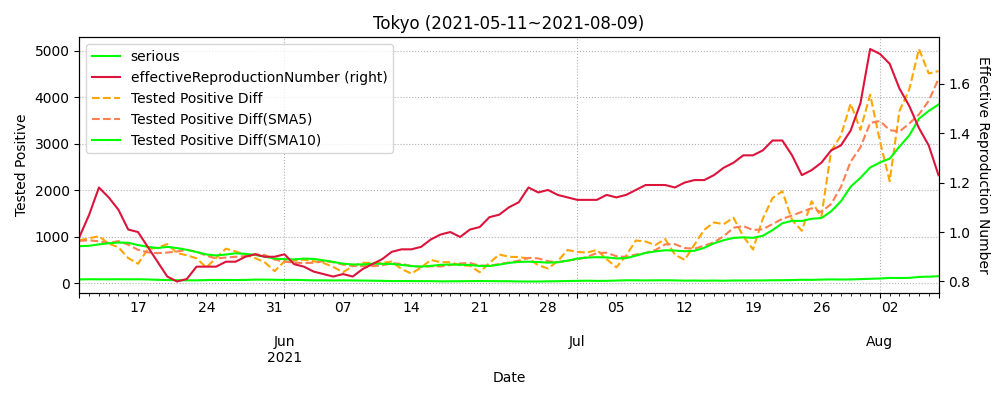 Tokyo (2021-05-11~2021-08-09)
serious
effectiveReproductionNumber (right)
Tested Positive Diff
Tested Positive Diff(SMA5)
Tested Positive Diff(SMA10)
Tested Positive
5000
4000
3000
2000
1000
0
1.6
1.4
1.2
1.0
0.8
Effective Reproduction Number
17 24 31 07 14 21 28 05 12 19 26 02
Jun Jul Aug
2021
Date